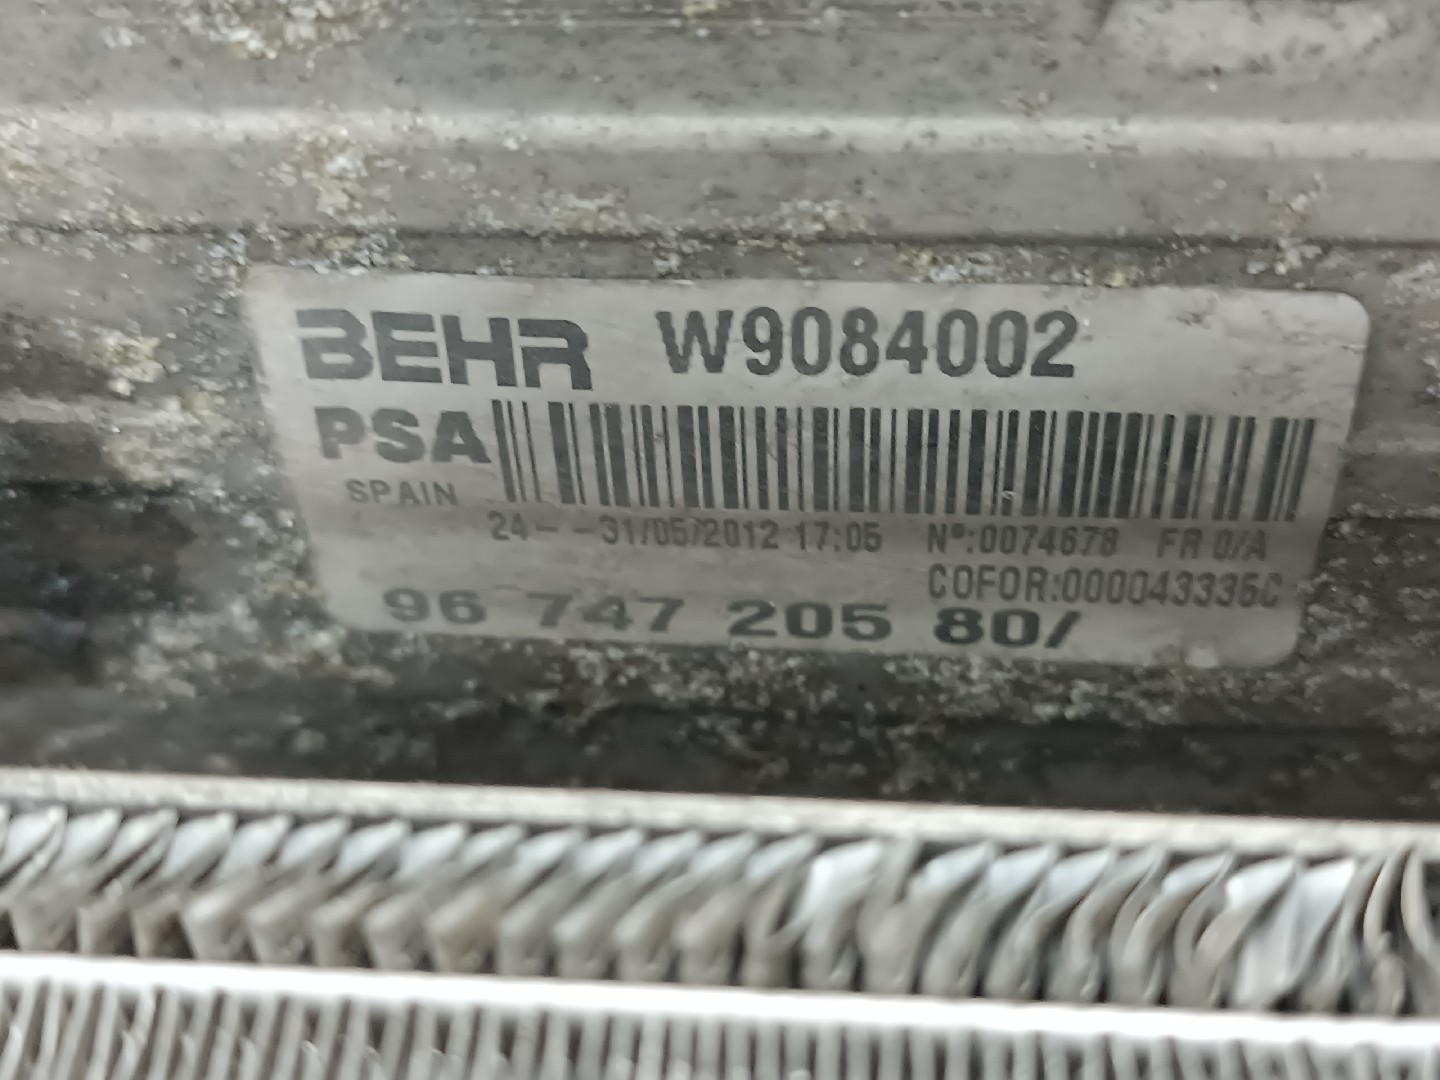 BEHR W9084002
PSA
SPAIN
24- -31/05/2012 17:05 Nº:0074678 FR 0/A
COFOR:000043335C
96 747 205 80/